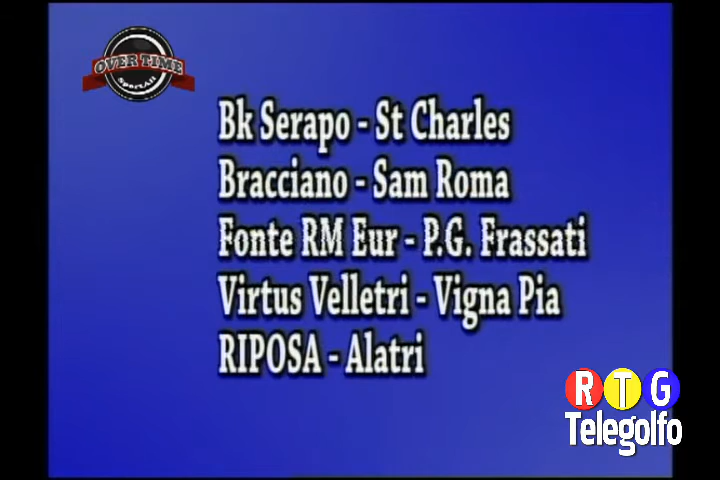 OVER TIME
SportAll
Bk Serapo - St Charles
Bracciano - Sam Roma
Fonte RM Eur - P.G. Frassati
Virtus Velletri - Vigna Pia
RIPOSA - Alatri
RTG
Telegolfo